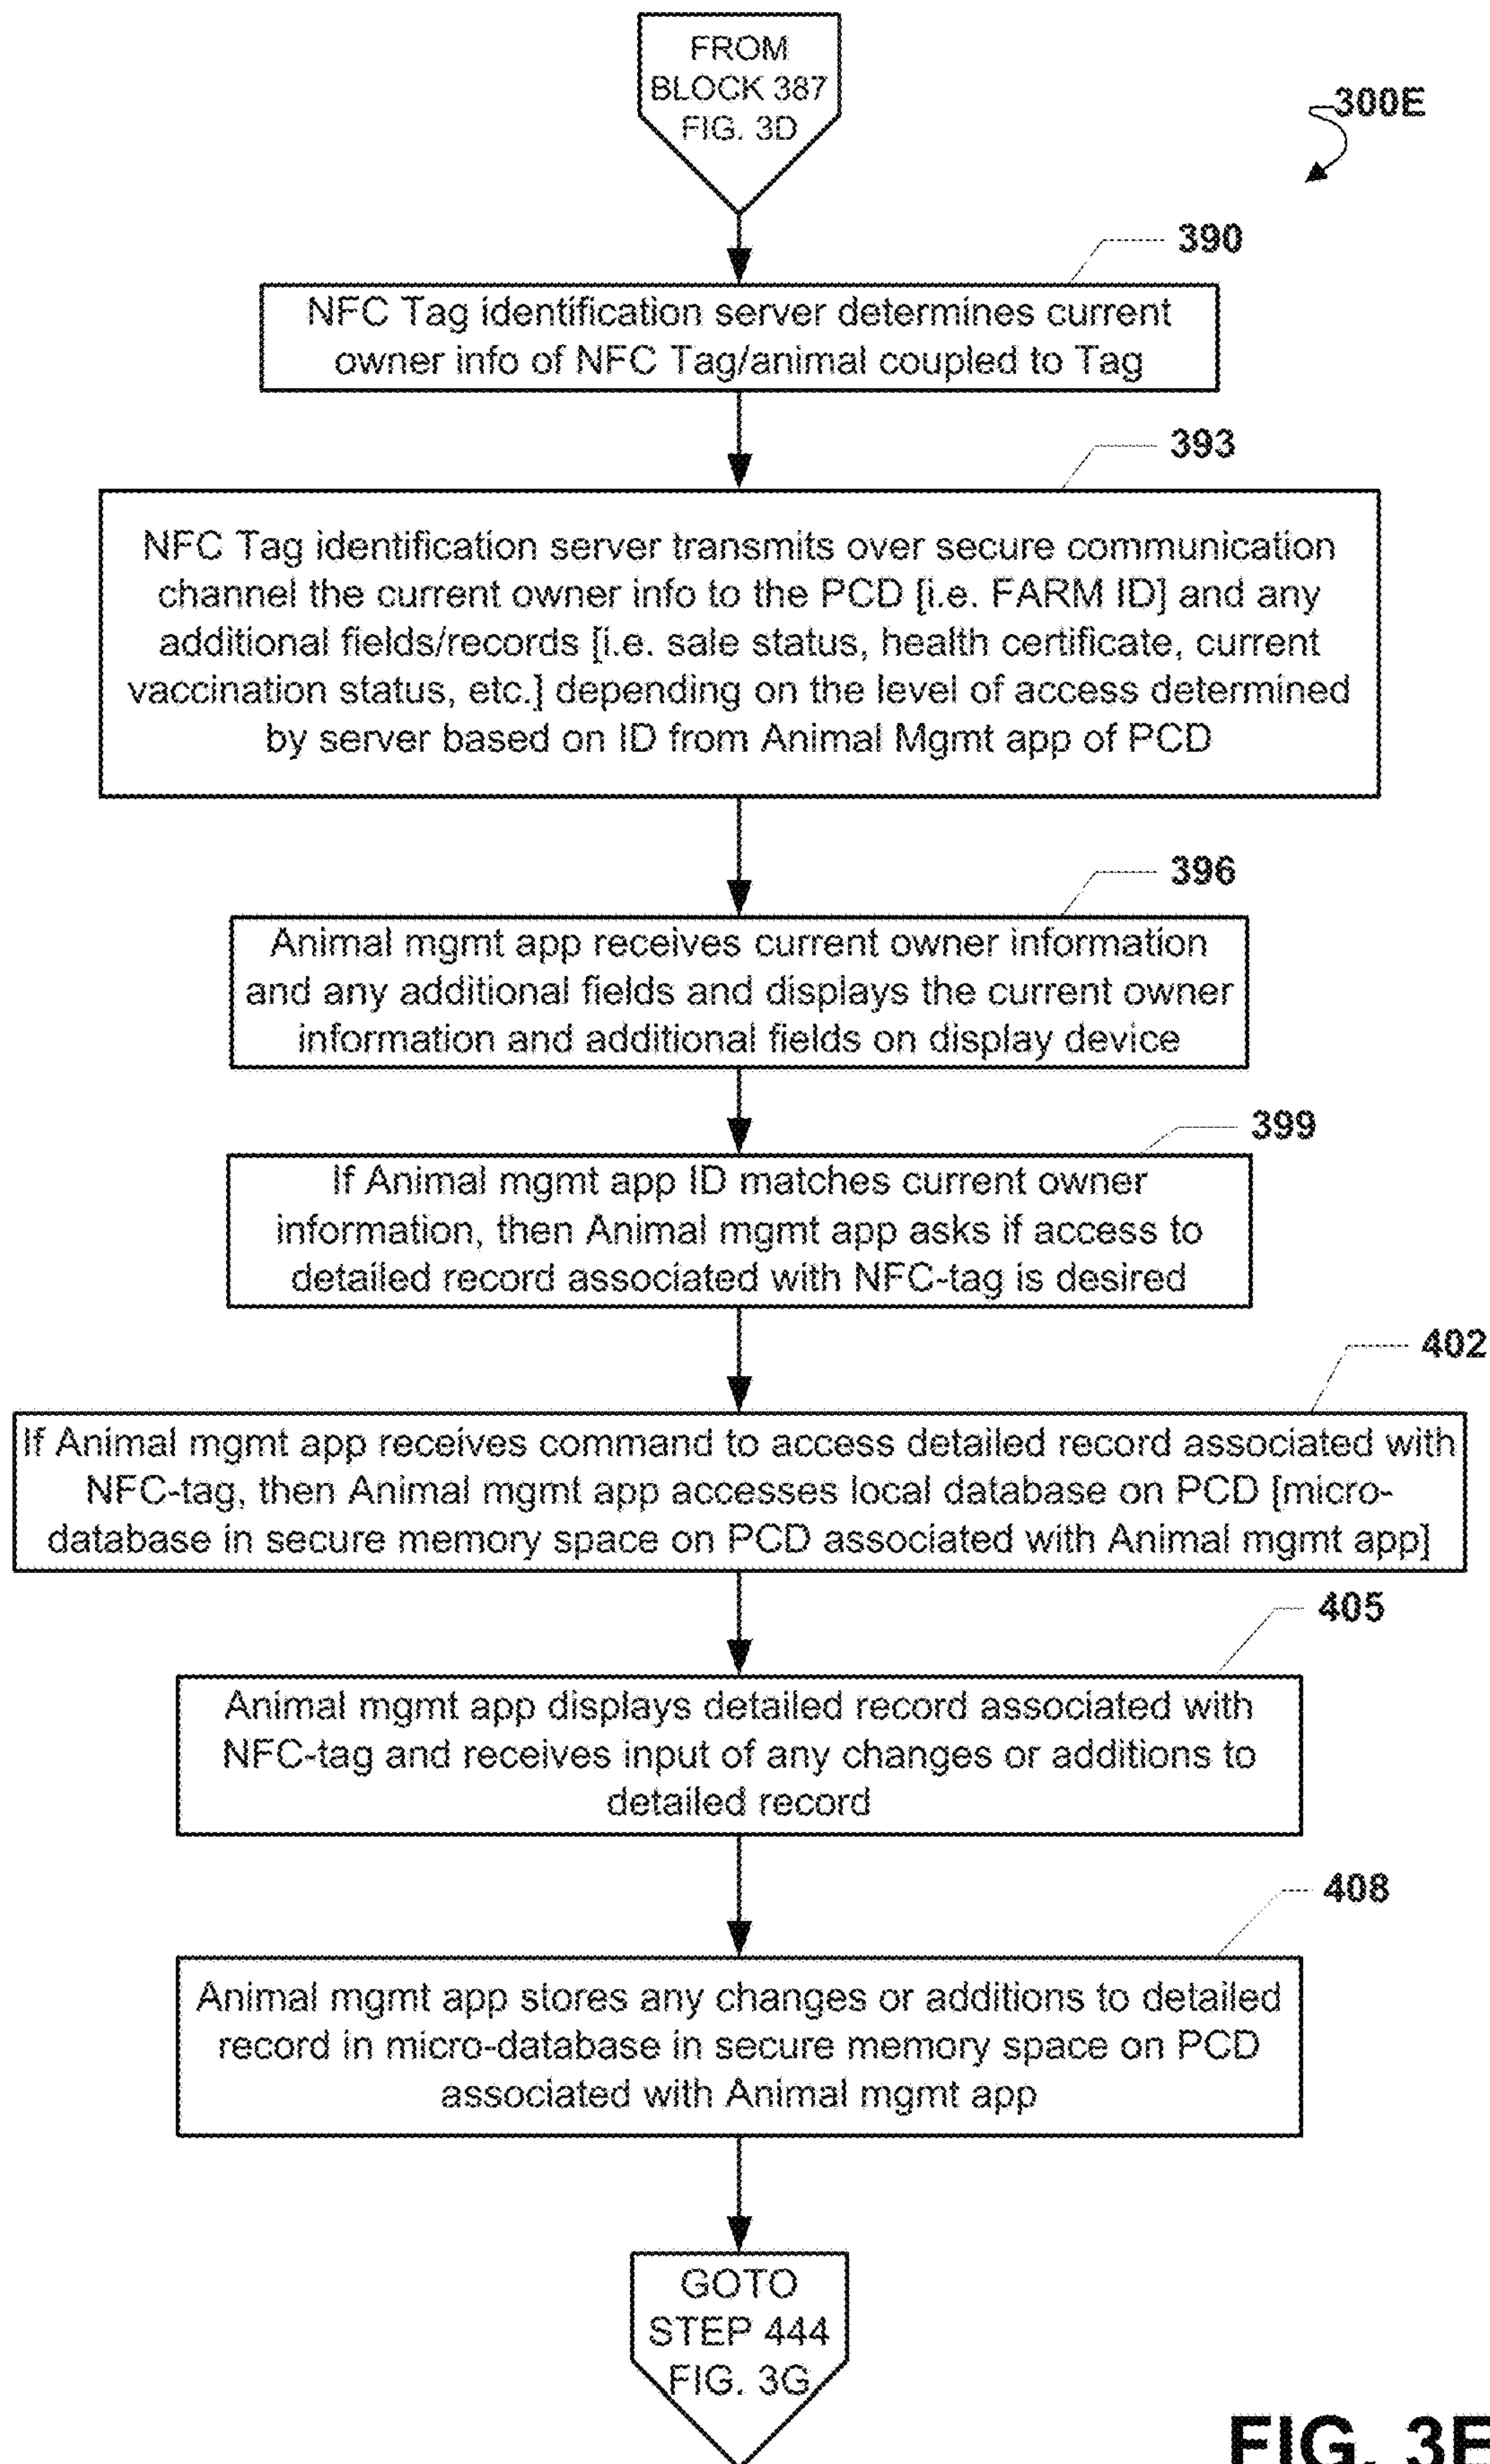 FROM
BLOCK 387
FIG. 3D
300E
390
NFC Tag identification server determines current
owner info of NFC Tag/animal coupled to Tag
393
NFC Tag identification server transmits over secure communication
channel the current owner info to the PCD [i.e. FARM ID] and any
additional fields/records [i.e. sale status, health certificate, current
vaccination status, etc.] depending on the level of access determined
by server based on ID from Animal Mgmt app of PCD
396
Animal mgmt app receives current owner information
and any additional fields and displays the current owner
information and additional fields on display device
399
If Animal mgmt app ID matches current owner
information, then Animal mgmt app asks if access to
detailed record associated with NFC-tag is desired
402
If Animal mgmt app receives command to access detailed record associated with
NFC-tag, then Animal mgmt app accesses local database on PCD [micro-
database in secure memory space on PCD associated with Animal mgmt app]
405
Animal mgmt app displays detailed record associated with
NFC-tag and receives input of any changes or additions to
detailed record
408
Animal mgmt app stores any changes or additions to detailed
record in micro-database in secure memory space on PCD
associated with Animal mgmt app
GOTO
STEP 444
FIG. 3G
FIG. 3E